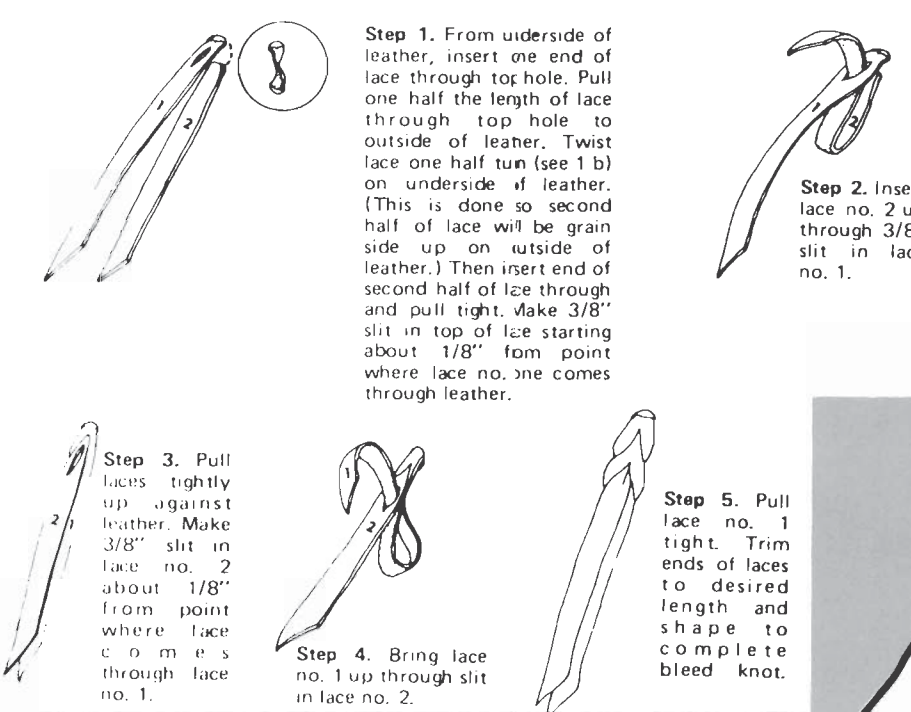 Step 1. From uiderside of
leather, insert one end of
lace through top hole. Pull
one half the length of lace
through top hole to
outside of leather. Twist
lace one half tun (see 1 b)
on underside of leather.
(This is done so second
half of lace will be grain
side up on outside of
leather.) Then insert end of
second half of lace through
and pull tight. Make 3/8"
slit in top of lace starting
about 1/8" fom point
where lace no. one comes
through leather.
1
2
1
2
Step 2. Inse
lace no. 2 u
through 3/8
slit in lac
no. 1.
Step 3. Pull
laces tightly
up against
leather. Make
3/8" slit in
lace no. 2
about 1/8"
from point
where lace
comes
through lace
no. 1.
2
1
1
2
Step 4. Bring lace
no. 1 up through slit
in lace no. 2.
Step 5. Pull
lace no. 1
tight. Trim
ends of laces
to desired
length and
shape to
complete
bleed knot.